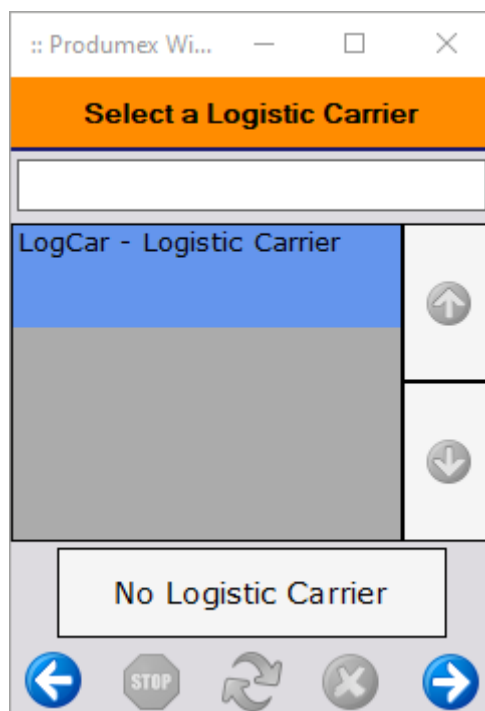 :: Produmex Wi...
Select a Logistic Carrier
LogCar - Logistic Carrier
No Logistic Carrier
STOP